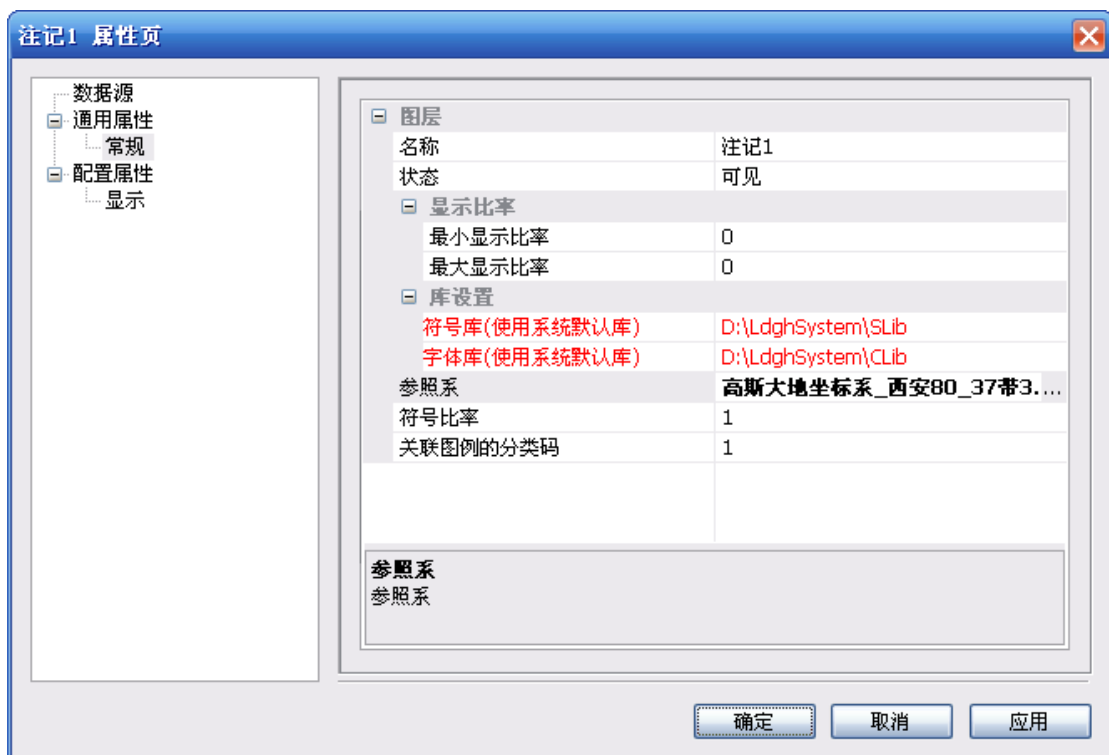 注记1 属性页
数据源
通用属性
常规
配置属性
显示
图层
名称 注记1
状态 可见
显示比率
最小显示比率 0
最大显示比率 0
库设置
符号库(使用系统默认库) D:\LdghSystem\SLib
字体库(使用系统默认库) D:\LdghSystem\CLib
参照系 高斯大地坐标系_西安80_37带3....
符号比率 1
关联图例的分类码 1
参照系
参照系
确定 取消 应用